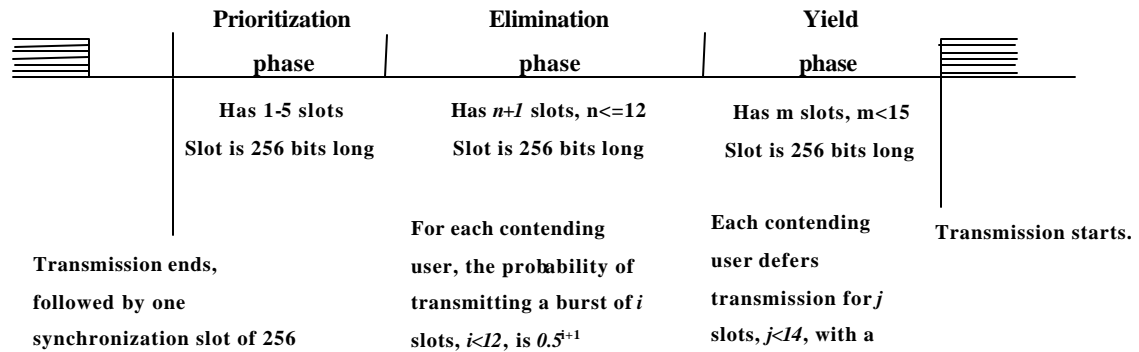 Prioritization
phase
Elimination
phase
Yield
phase
Has 1-5 slots
Slot is 256 bits long
Has n+1 slots, n<=12
Slot is 256 bits long
Has m slots, m<15
Slot is 256 bits long
Transmission ends,
followed by one
synchronization slot of 256
For each contending
user, the probability of
transmitting a burst of i
slots, i<12, is 0.5^{i+1}
Each contending
user defers
transmission for j
slots, j<14, with a
Transmission starts.